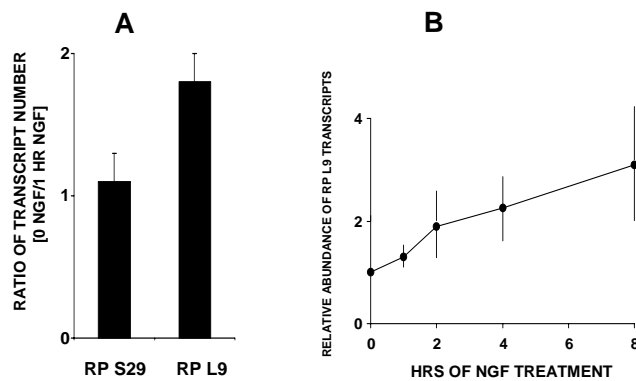 A
RATIO OF TRANSCRIPT NUMBER
[0 NGF/1 HR NGF]
2
1
0
RP S29 RP L9
B
RELATIVE ABUNDANCE OF RP L9 TRANSCRIPTS
4
2
0
0 2 4 6 8
HRS OF NGF TREATMENT